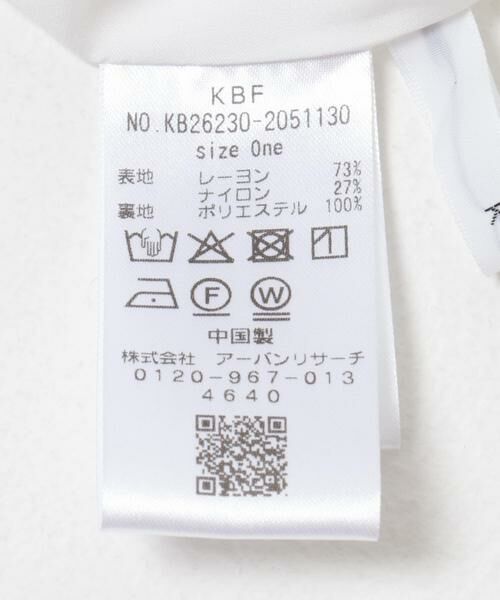 KBF
NO.KB26230-2051130
size One
表地 レーヨン 73%
ナイロン 27%
裏地 ポリエステル 100%
F W
中国製
株式会社 アーバンリサーチ
0120-967-013
4640